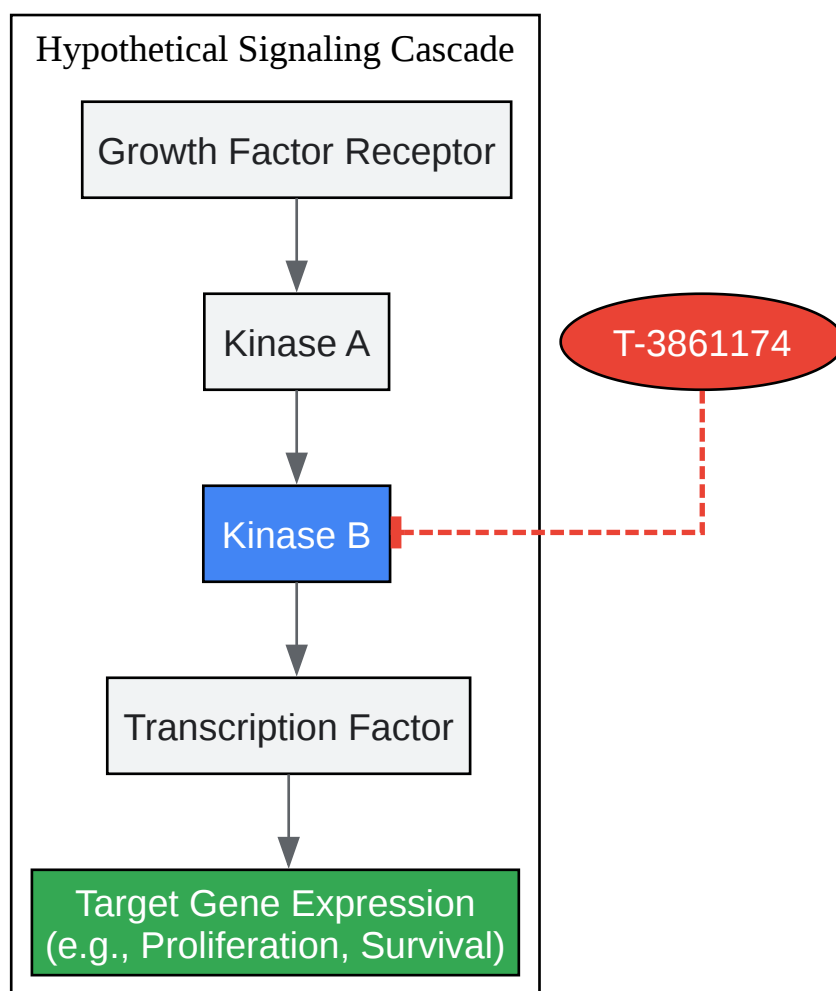 Hypothetical Signaling Cascade
Growth Factor Receptor
Kinase A
T-3861174
Kinase B
Transcription Factor
Target Gene Expression
(e.g., Proliferation, Survival)